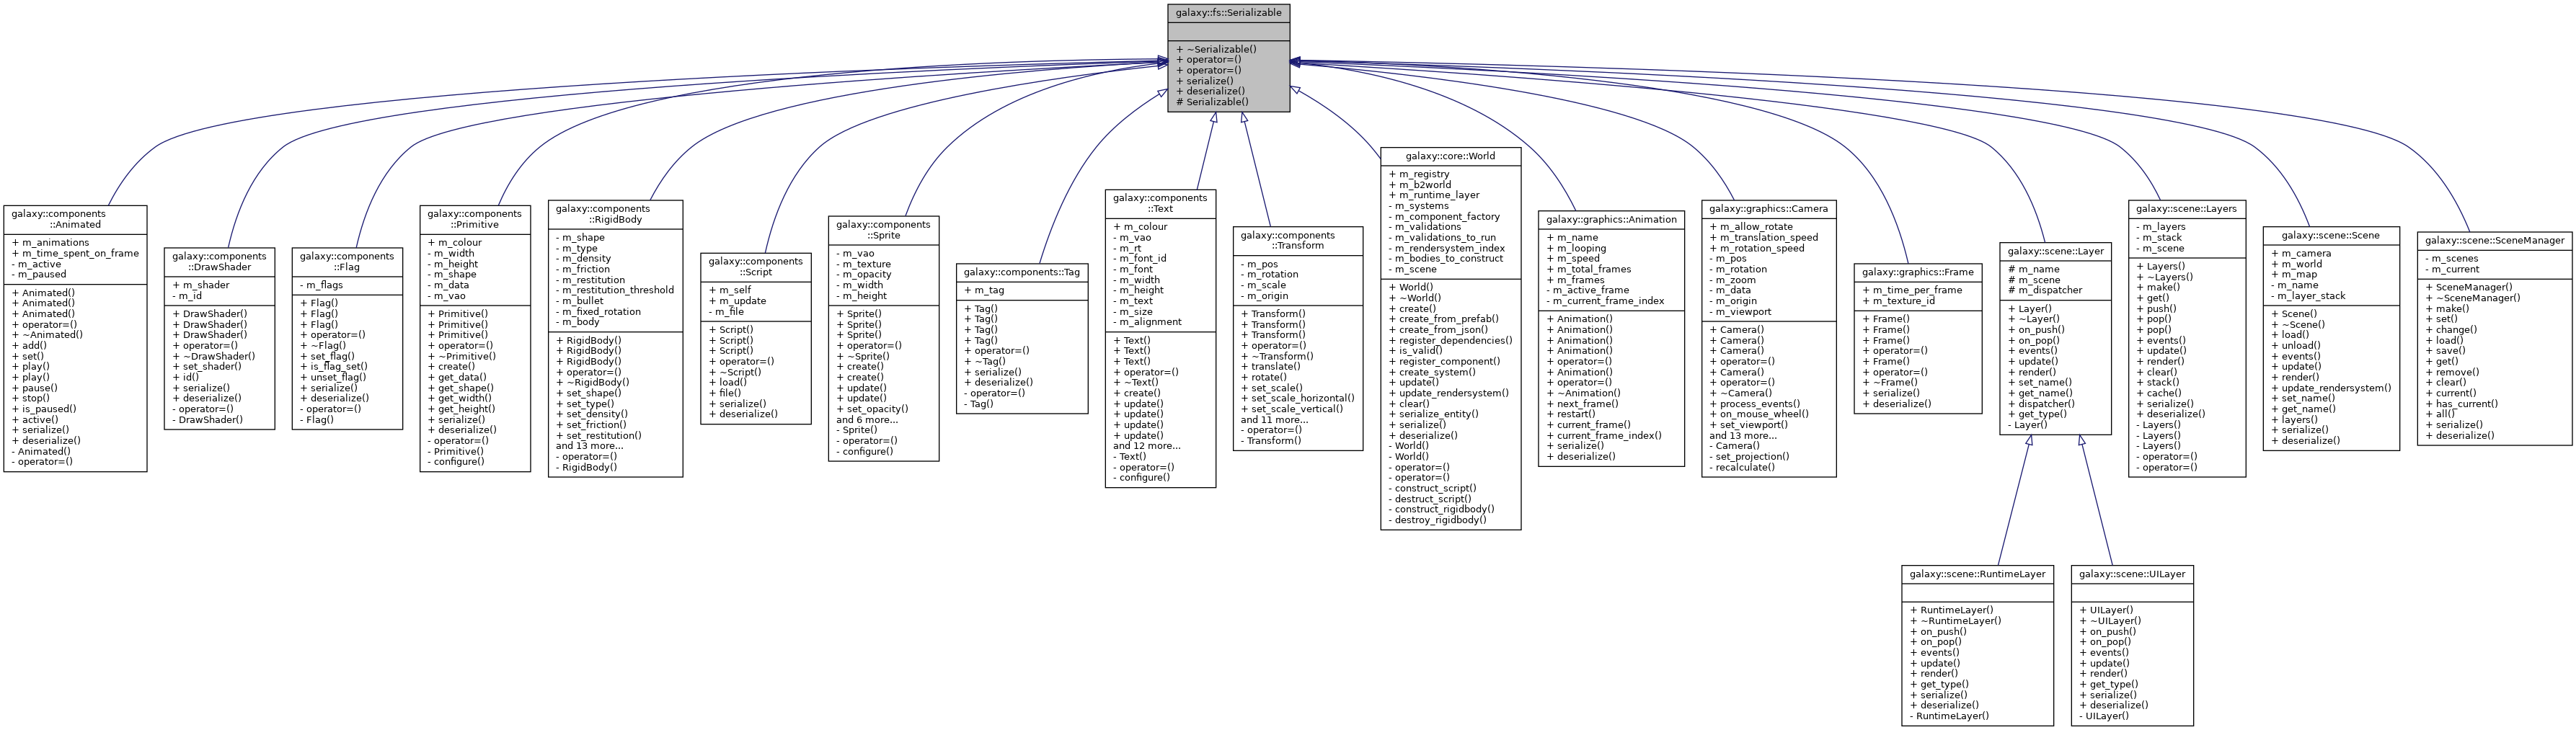 galaxy::fs::Serializable
+ ~Serializable()
+ operator=()
+ operator=()
+ serialize()
+ deserialize()
# Serializable()
galaxy::components
::Animated
+ m_animations
+ m_time_spent_on_frame
- m_active
- m_paused
+ Animated()
+ Animated()
+ Animated()
+ operator=()
+ ~Animated()
+ add()
+ set()
+ play()
+ play()
+ pause()
+ stop()
+ is_paused()
+ active()
+ serialize()
+ deserialize()
- Animated()
- operator=()
galaxy::components
::DrawShader
+ m_shader
- m_id
+ DrawShader()
+ DrawShader()
+ DrawShader()
+ operator=()
+ ~DrawShader()
+ set_shader()
+ id()
+ serialize()
+ deserialize()
- operator=()
- DrawShader()
galaxy::components
::Flag
- m_flags
+ Flag()
+ Flag()
+ Flag()
+ operator=()
+ ~Flag()
+ set_flag()
+ is_flag_set()
+ unset_flag()
+ serialize()
+ deserialize()
- operator=()
- Flag()
galaxy::components
::Primitive
+ m_colour
- m_width
- m_height
- m_shape
- m_data
- m_vao
+ Primitive()
+ Primitive()
+ Primitive()
+ operator=()
+ ~Primitive()
+ create()
+ get_data()
+ get_shape()
+ get_width()
+ get_height()
+ serialize()
+ deserialize()
- operator=()
- Primitive()
- configure()
galaxy::components
::RigidBody
- m_shape
- m_type
- m_density
- m_friction
- m_restitution
- m_restitution_threshold
- m_bullet
- m_fixed_rotation
- m_body
+ RigidBody()
+ RigidBody()
+ RigidBody()
+ operator=()
+ ~RigidBody()
+ set_shape()
+ set_type()
+ set_density()
+ set_friction()
+ set_restitution()
and 13 more...
- operator=()
- RigidBody()
galaxy::components
::Script
+ m_self
+ m_update
- m_file
+ Script()
+ Script()
+ Script()
+ operator=()
+ ~Script()
+ load()
+ file()
+ serialize()
+ deserialize()
galaxy::components
::Sprite
- m_vao
- m_texture
- m_opacity
- m_width
- m_height
+ Sprite()
+ Sprite()
+ Sprite()
+ operator=()
+ ~Sprite()
+ create()
+ create()
+ update()
+ update()
+ set_opacity()
and 6 more...
- Sprite()
- operator=()
- configure()
galaxy::components::Tag
+ m_tag
+ Tag()
+ Tag()
+ Tag()
+ Tag()
+ operator=()
+ ~Tag()
+ serialize()
+ deserialize()
- operator=()
- Tag()
galaxy::components
::Text
+ m_colour
- m_vao
- m_rt
- m_font_id
- m_font
- m_width
- m_height
- m_text
- m_size
- m_alignment
+ Text()
+ Text()
+ Text()
+ operator=()
+ ~Text()
+ create()
+ update()
+ update()
+ update()
+ update()
and 12 more...
- Text()
- operator=()
- configure()
galaxy::components
::Transform
- m_pos
- m_rotation
- m_scale
- m_origin
+ Transform()
+ Transform()
+ Transform()
+ operator=()
+ ~Transform()
+ translate()
+ rotate()
+ set_scale()
+ set_scale_horizontal()
+ set_scale_vertical()
and 11 more...
- operator=()
- Transform()
galaxy::core::World
+ m_registry
+ m_b2world
+ m_runtime_layer
- m_systems
- m_component_factory
- m_validations
- m_validations_to_run
- m_rendersystem_index
- m_bodies_to_construct
- m_scene
+ World()
+ ~World()
+ create()
+ create_from_prefab()
+ create_from_json()
+ register_dependencies()
+ is_valid()
+ register_component()
+ create_system()
+ update()
+ update_rendersystem()
+ clear()
+ serialize_entity()
+ serialize()
+ deserialize()
- World()
- World()
- operator=()
- operator=()
- construct_script()
- destruct_script()
- construct_rigidbody()
- destroy_rigidbody()
galaxy::graphics::Animation
+ m_name
+ m_looping
+ m_speed
+ m_total_frames
+ m_frames
- m_active_frame
- m_current_frame_index
+ Animation()
+ Animation()
+ Animation()
+ Animation()
+ operator=()
+ Animation()
+ operator=()
+ ~Animation()
+ next_frame()
+ restart()
+ current_frame()
+ current_frame_index()
+ serialize()
+ deserialize()
galaxy::graphics::Camera
+ m_allow_rotate
+ m_translation_speed
+ m_rotation_speed
- m_pos
- m_rotation
- m_zoom
- m_data
- m_origin
- m_viewport
+ Camera()
+ Camera()
+ Camera()
+ operator=()
+ Camera()
+ operator=()
+ ~Camera()
+ process_events()
+ on_mouse_wheel()
+ set_viewport()
and 13 more...
- Camera()
- set_projection()
- recalculate()
galaxy::graphics::Frame
+ m_time_per_frame
+ m_texture_id
+ Frame()
+ Frame()
+ Frame()
+ operator=()
+ Frame()
+ operator=()
+ ~Frame()
+ serialize()
+ deserialize()
galaxy::scene::Layer
# m_name
# m_scene
# m_dispatcher
+ Layer()
+ ~Layer()
+ on_push()
+ on_pop()
+ events()
+ update()
+ render()
+ set_name()
+ get_name()
+ dispatcher()
+ get_type()
- Layer()
galaxy::scene::Layers
- m_layers
- m_stack
- m_scene
+ Layers()
+ ~Layers()
+ make()
+ get()
+ push()
+ pop()
+ pop()
+ events()
+ update()
+ render()
+ clear()
+ stack()
+ cache()
+ serialize()
+ deserialize()
- Layers()
- Layers()
- Layers()
- operator=()
- operator=()
galaxy::scene::Scene
+ m_camera
+ m_world
+ m_map
- m_name
- m_layer_stack
+ Scene()
+ ~Scene()
+ load()
+ unload()
+ events()
+ update()
+ render()
+ update_rendersystem()
+ set_name()
+ get_name()
+ layers()
+ serialize()
+ deserialize()
galaxy::scene::SceneManager
- m_scenes
- m_current
+ SceneManager()
+ ~SceneManager()
+ make()
+ set()
+ change()
+ load()
+ save()
+ get()
+ remove()
+ clear()
+ current()
+ has_current()
+ all()
+ serialize()
+ deserialize()
galaxy::scene::RuntimeLayer
+ RuntimeLayer()
+ ~RuntimeLayer()
+ on_push()
+ on_pop()
+ events()
+ update()
+ render()
+ get_type()
+ serialize()
+ deserialize()
- RuntimeLayer()
galaxy::scene::UILayer
+ UILayer()
+ ~UILayer()
+ on_push()
+ on_pop()
+ events()
+ update()
+ render()
+ get_type()
+ serialize()
+ deserialize()
- UILayer()